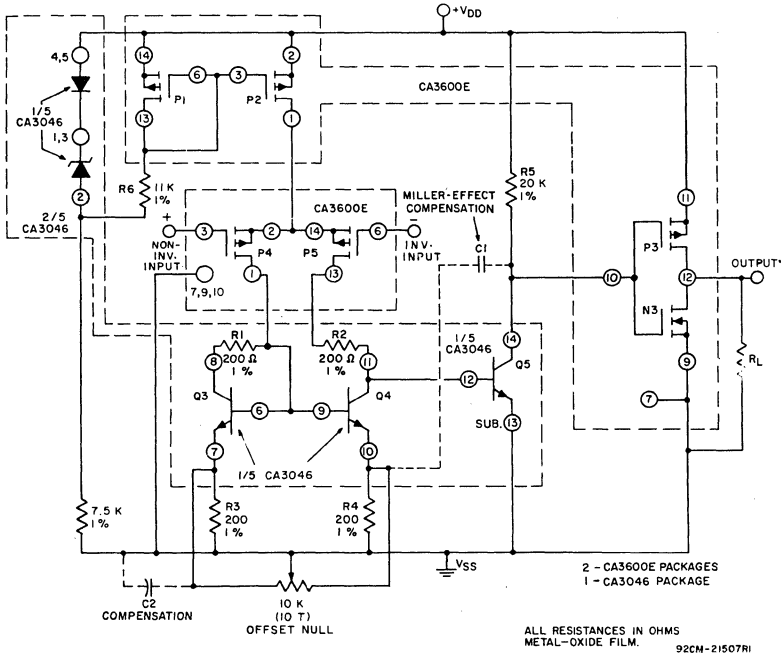 +VDD
4,5
14
2
P1
6
3
P2
CA3600E
1/5
CA3046
1,3
13
1
2
R6
11K
1%
R5
20 K
1%
MILLER-EFFECT
COMPENSATION
C1
11
2/5
CA3046
+
3
NON-
INV.
INPUT
P4
2
14
P5
CA3600E
6
−
INV.
INPUT
1
13
7,9,10
P3
12
OUTPUT*
10
N3
9
7
RL
R1
200 Ω
1%
R2
200 Ω
1%
8
11
1/5
CA3046
14
Q5
12
13
SUB.
Q3
6
9
Q4
7
1/5 CA3046
10
7.5 K
1%
R3
200
1%
R4
200
1%
VSS
C2
COMPENSATION
10 K
(10 T)
OFFSET NULL
2 - CA3600E PACKAGES
1 - CA3046 PACKAGE
ALL RESISTANCES IN OHMS
METAL-OXIDE FILM.
92CM-21507R1